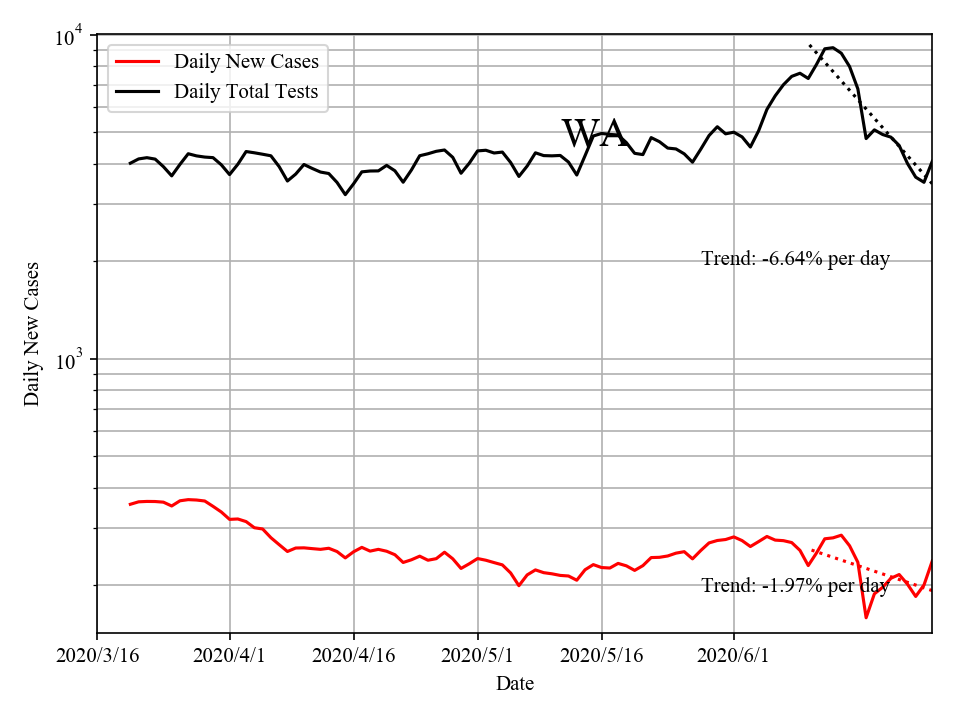 10^4
Daily New Cases
Daily Total Tests
WA
Trend: -6.64% per day
Daily New Cases
10^3
Trend: -1.97% per day
2020/3/16 2020/4/1 2020/4/16 2020/5/1 2020/5/16 2020/6/1
Date